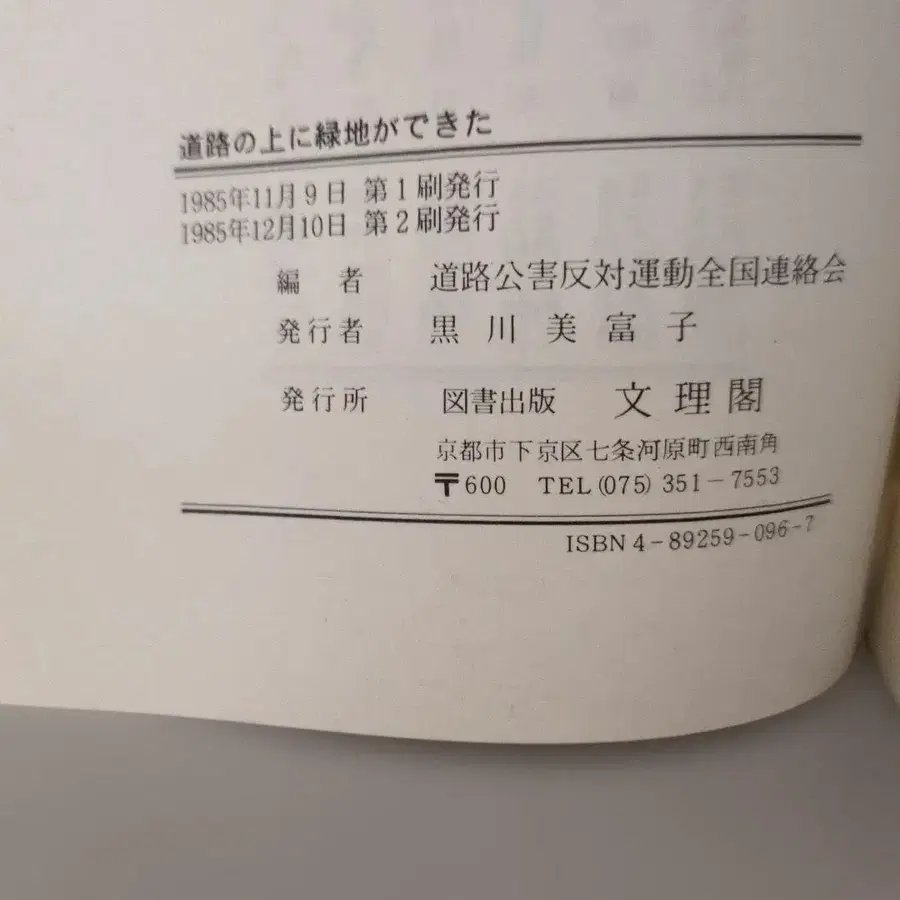 道路の上に緑地ができた
1985年11月9日 第1刷発行
1985年12月10日 第2刷発行
編者 道路公害反対運動全国連絡会
発行者 黒川美富子
発行所 図書出版 文理閣
京都市下京区七条河原町西南角
〒600 TEL(075)351-7553
ISBN4-89259-096-7